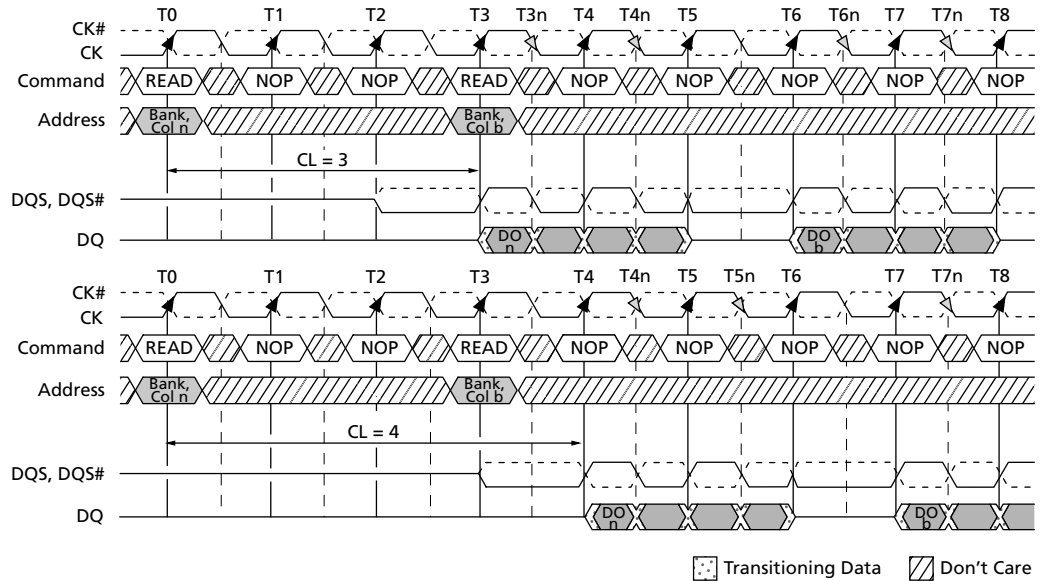 T0 T1 T2 T3 T3n T4 T4n T5 T6 T6n T7 T7n T8
CK#
CK
Command READ NOP NOP READ NOP NOP NOP NOP NOP
Address Bank, Col n Bank, Col b
CL = 3
DQS, DQS#
DQ DO n DO b
T0 T1 T2 T3 T4 T4n T5 T5n T6 T7 T7n T8
CK#
CK
Command READ NOP NOP READ NOP NOP NOP NOP NOP
Address Bank, Col n Bank, Col b
CL = 4
DQS, DQS#
DQ DO n DO b
Transitioning Data Don't Care